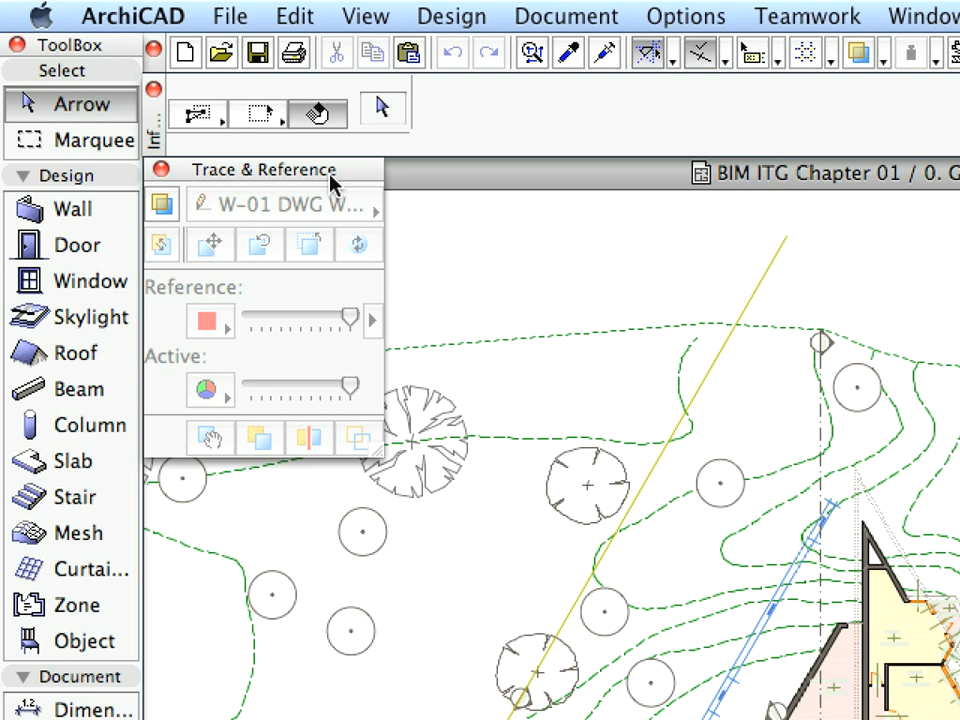 ArchiCAD File Edit View Design Document Options Teamwork Window
ToolBox
Select
Arrow
Marquee
Design
Wall
Door
Window
Skylight
Roof
Beam
Column
Slab
Stair
Mesh
Curtai...
Zone
Object
Document
Dimen...
Inf...
Trace & Reference
W-01 DWG W...
Reference:
Active:
BIM ITG Chapter 01 / 0. G